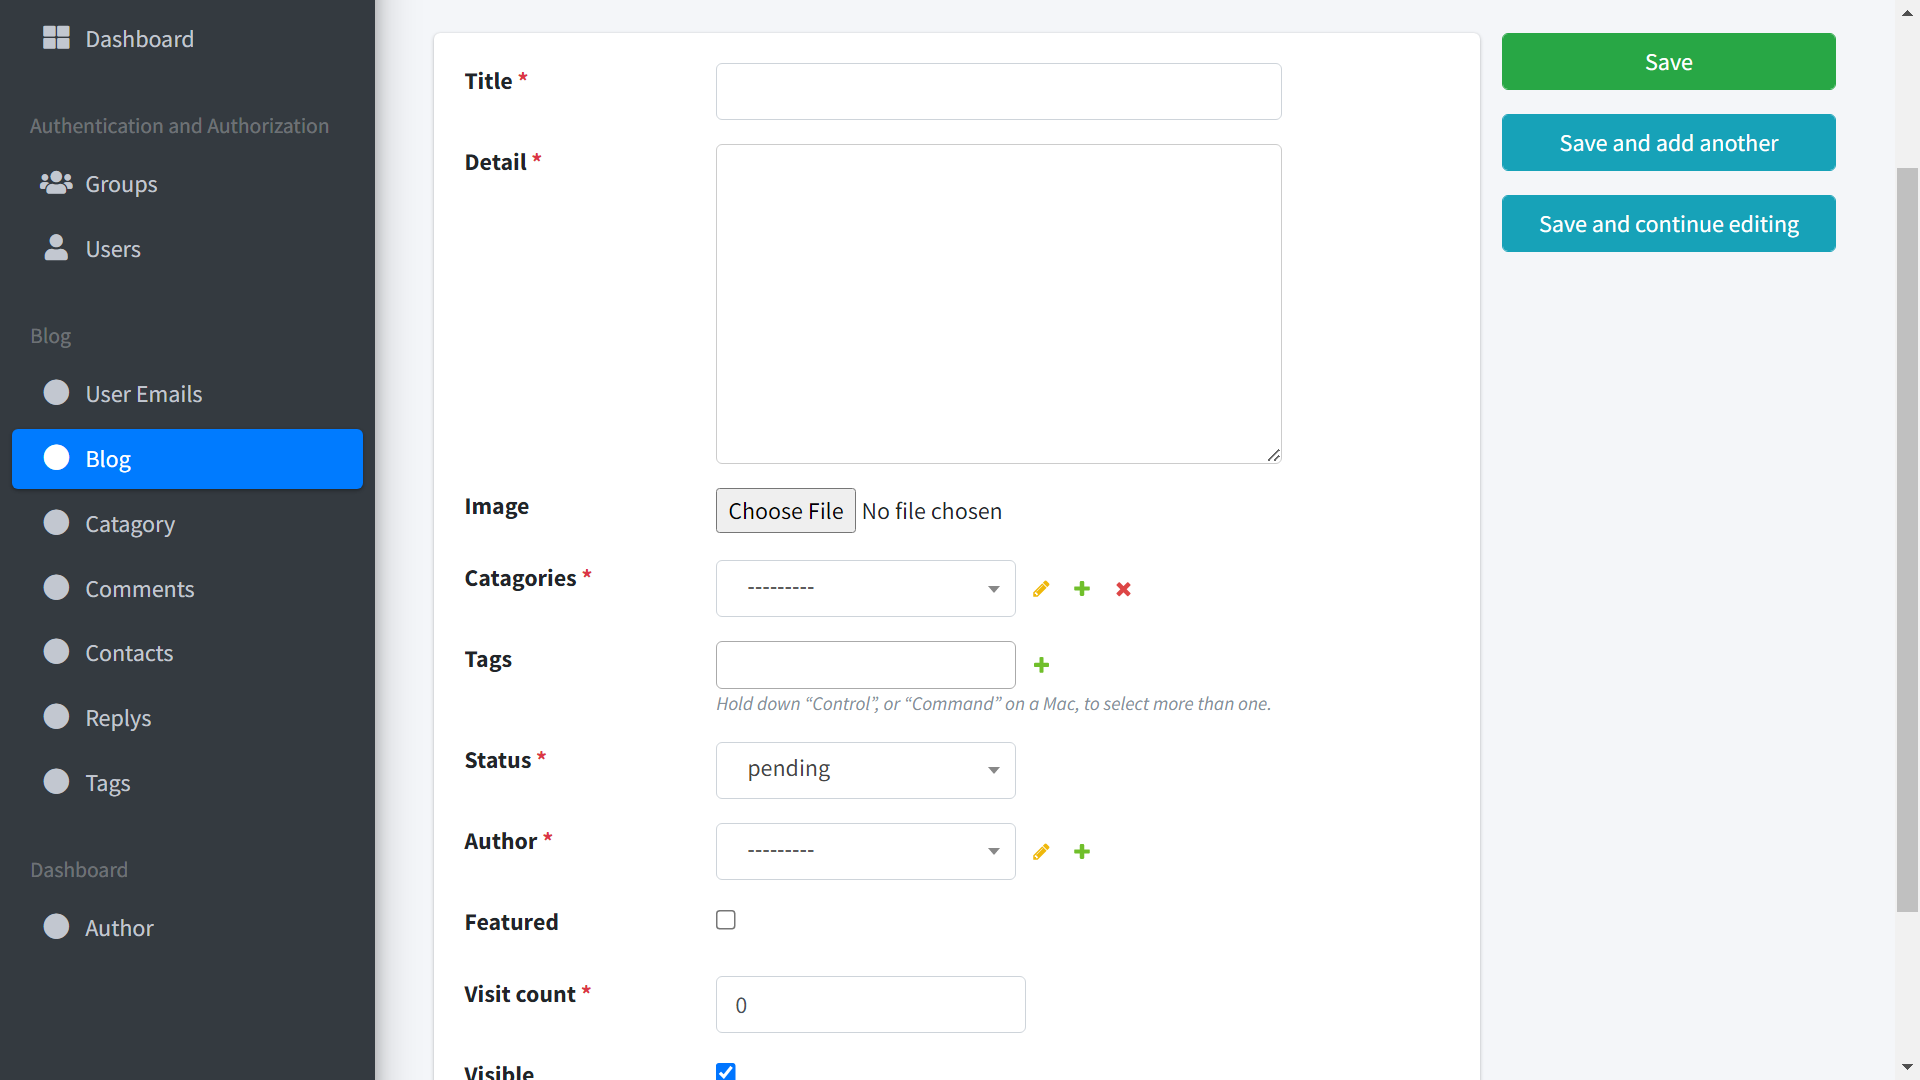 Dashboard
Authentication and Authorization
Groups
Users
Blog
User Emails
Blog
Catagory
Comments
Contacts
Replys
Tags
Dashboard
Author
Title *
Detail *
Image
Choose File No file chosen
Catagories *
---------
Tags
Hold down “Control”, or “Command” on a Mac, to select more than one.
Status *
pending
Author *
---------
Featured
Visit count *
0
Visible
Save
Save and add another
Save and continue editing